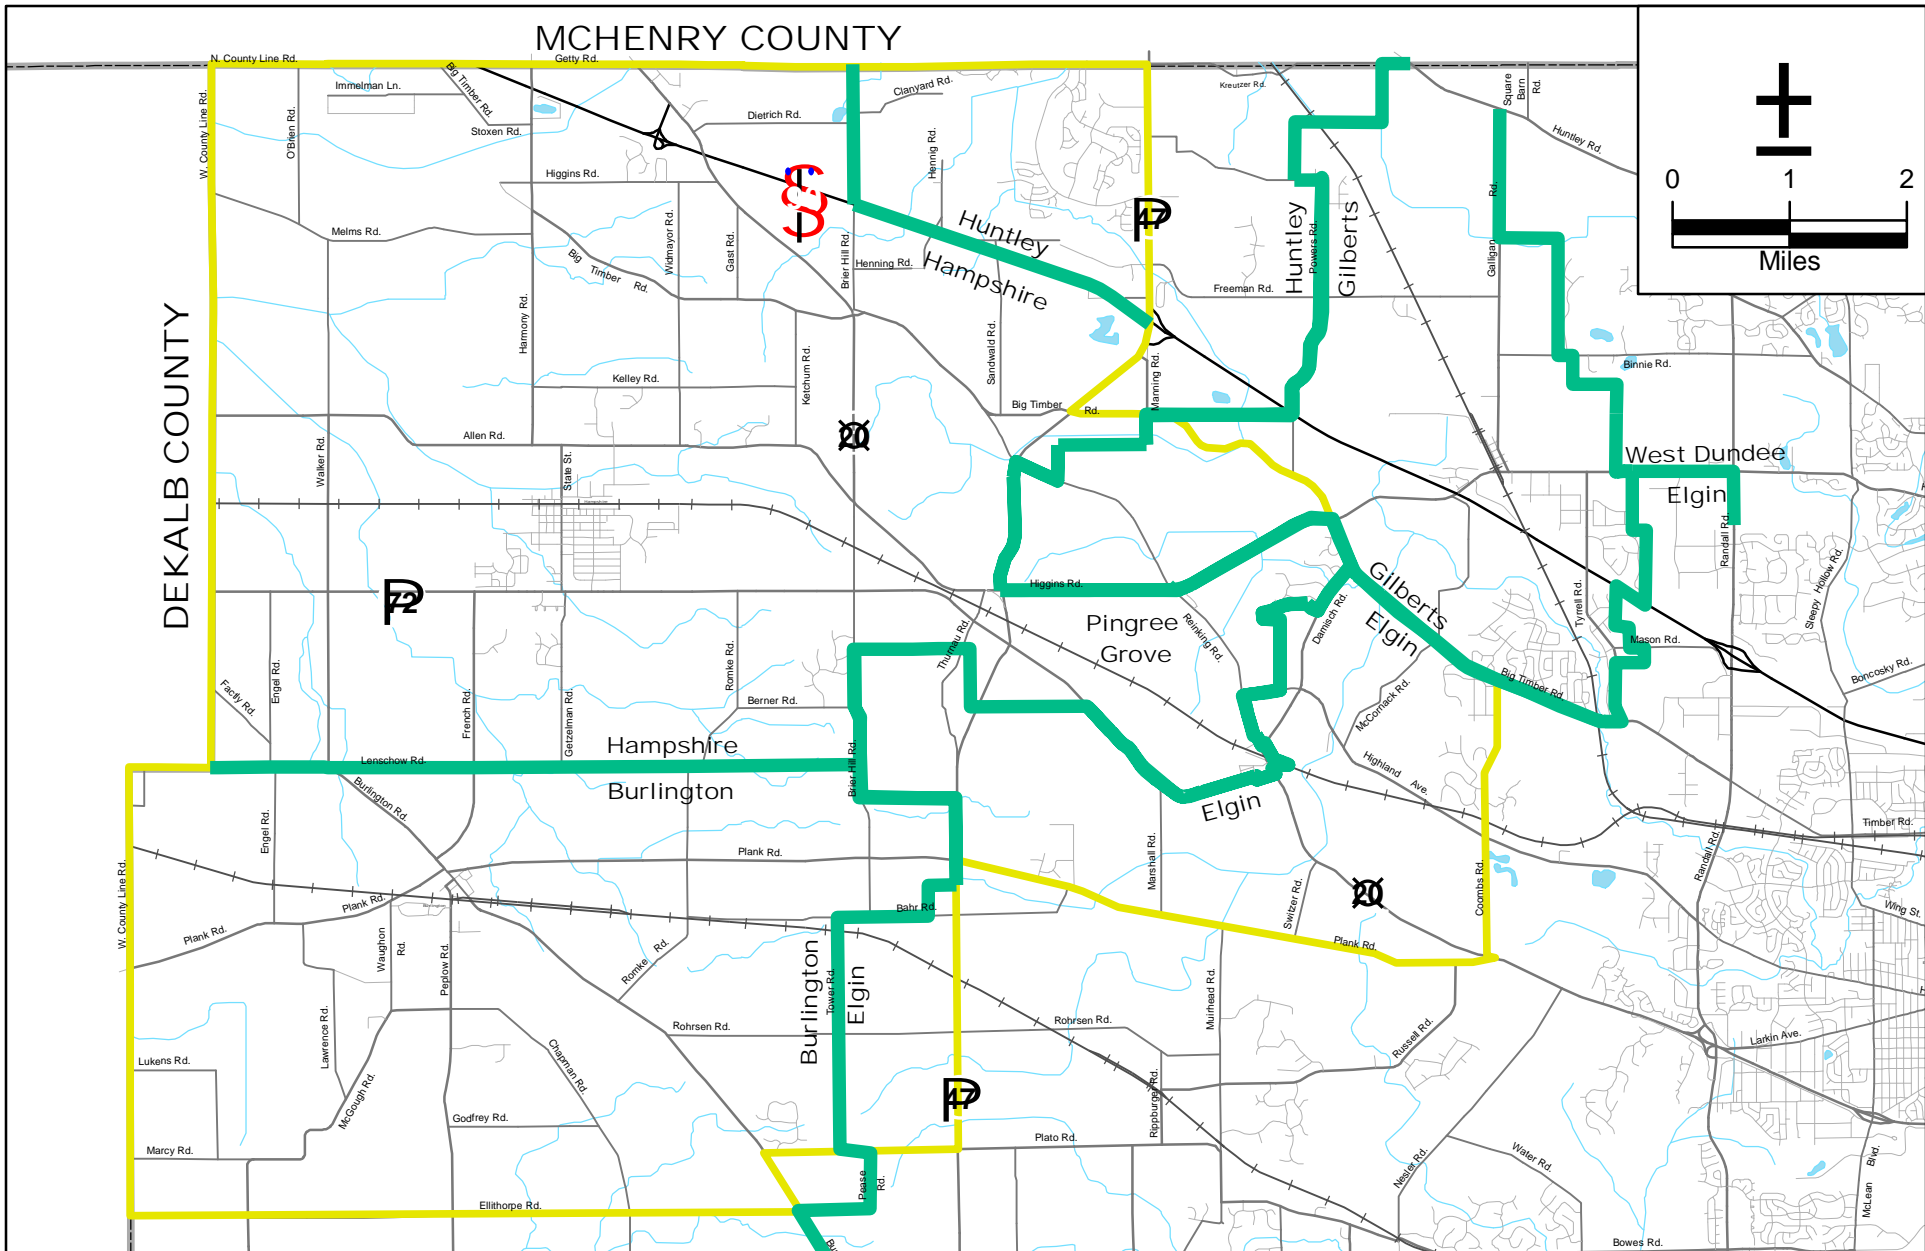 MCHENRY COUNTY
N. County Line Rd.
Getty Rd.
Immelman Ln.
Big Timber Rd.
Stoxen Rd.
Dietrich Rd.
Clanyard Rd.
Kreutzer Rd.
Square
Barn
Rd.
Huntley Rd.
0 1 2
Miles
W. County Line Rd.
O'Brien Rd.
Higgins Rd.
Hennig Rd.
Melms Rd.
Widmayor Rd.
Gast Rd.
Brier Hill Rd.
Henning Rd.
Huntley
Hampshire
47
Huntley
Powers Rd.
Gilberts
Galligan
Rd.
Big
Timber
Rd.
Freeman Rd.
DEKALB COUNTY
Harmony Rd.
Ketchum Rd.
Sandwald Rd.
Manning Rd.
Binnie Rd.
Kelley Rd.
Big Timber
Rd.
Allen Rd.
20
Walker Rd.
State St.
West Dundee
Elgin
Randall Rd.
72
Higgins Rd.
Pingree
Grove
Reinking Rd.
Damisch Rd.
Gilberts
Elgin
Tyrrell Rd.
Mason Rd.
Sleepy Hollow Rd.
Boncosky Rd.
Thurnau Rd.
Romke Rd.
Berner Rd.
Engel Rd.
Factly Rd.
French Rd.
Getzelman Rd.
McCornack Rd.
Big Timber Rd.
Hampshire
Lenschow Rd.
Burlington
Brier Hill Rd.
Burlington Rd.
Elgin
Highland
Ave.
Timber Rd.
Engel Rd.
Plank Rd.
Marshall Rd.
Randall Rd.
Coombs Rd.
Switzer Rd.
20
W. County Line Rd.
Plank Rd.
Plank Rd.
Bahr Rd.
Wing St.
Waughon
Rd.
Peplow Rd.
Romke
Rd.
Burlington
Tower Rd.
Elgin
Plank Rd.
Muirhead Rd.
Lawrence Rd.
Rohrsen Rd.
Rohrsen Rd.
Russell Rd.
Larkin Ave.
Lukens Rd.
McGough Rd.
Chapman Rd.
47
Rippburger Rd.
Godfrey Rd.
Plato Rd.
Marcy Rd.
Nesler Rd.
Water Rd.
McLean
Blvd.
Pease
Rd.
Ellithorpe Rd.
Bowes Rd.